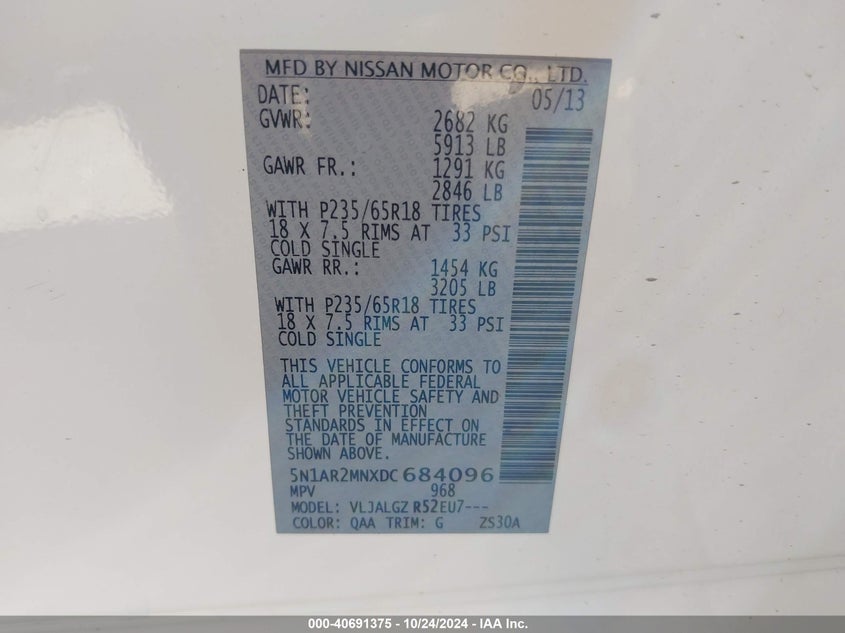 MFD BY NISSAN MOTOR CO., LTD.
DATE: 05/13
GVWR: 2682 KG
5913 LB
GAWR FR.: 1291 KG
2846 LB
WITH P235/65R18 TIRES
18 X 7.5 RIMS AT 33 PSI
COLD SINGLE
GAWR RR.: 1454 KG
3205 LB
WITH P235/65R18 TIRES
18 X 7.5 RIMS AT 33 PSI
COLD SINGLE
THIS VEHICLE CONFORMS TO
ALL APPLICABLE FEDERAL
MOTOR VEHICLE SAFETY AND
THEFT PREVENTION
STANDARDS IN EFFECT ON
THE DATE OF MANUFACTURE
SHOWN ABOVE.
5N1AR2MNXDC684096
MPV 968
MODEL: VLJALGZ R52EU7---
COLOR: QAA TRIM: G ZS30A
000-40691375 • 10/24/2024 • IAA Inc.